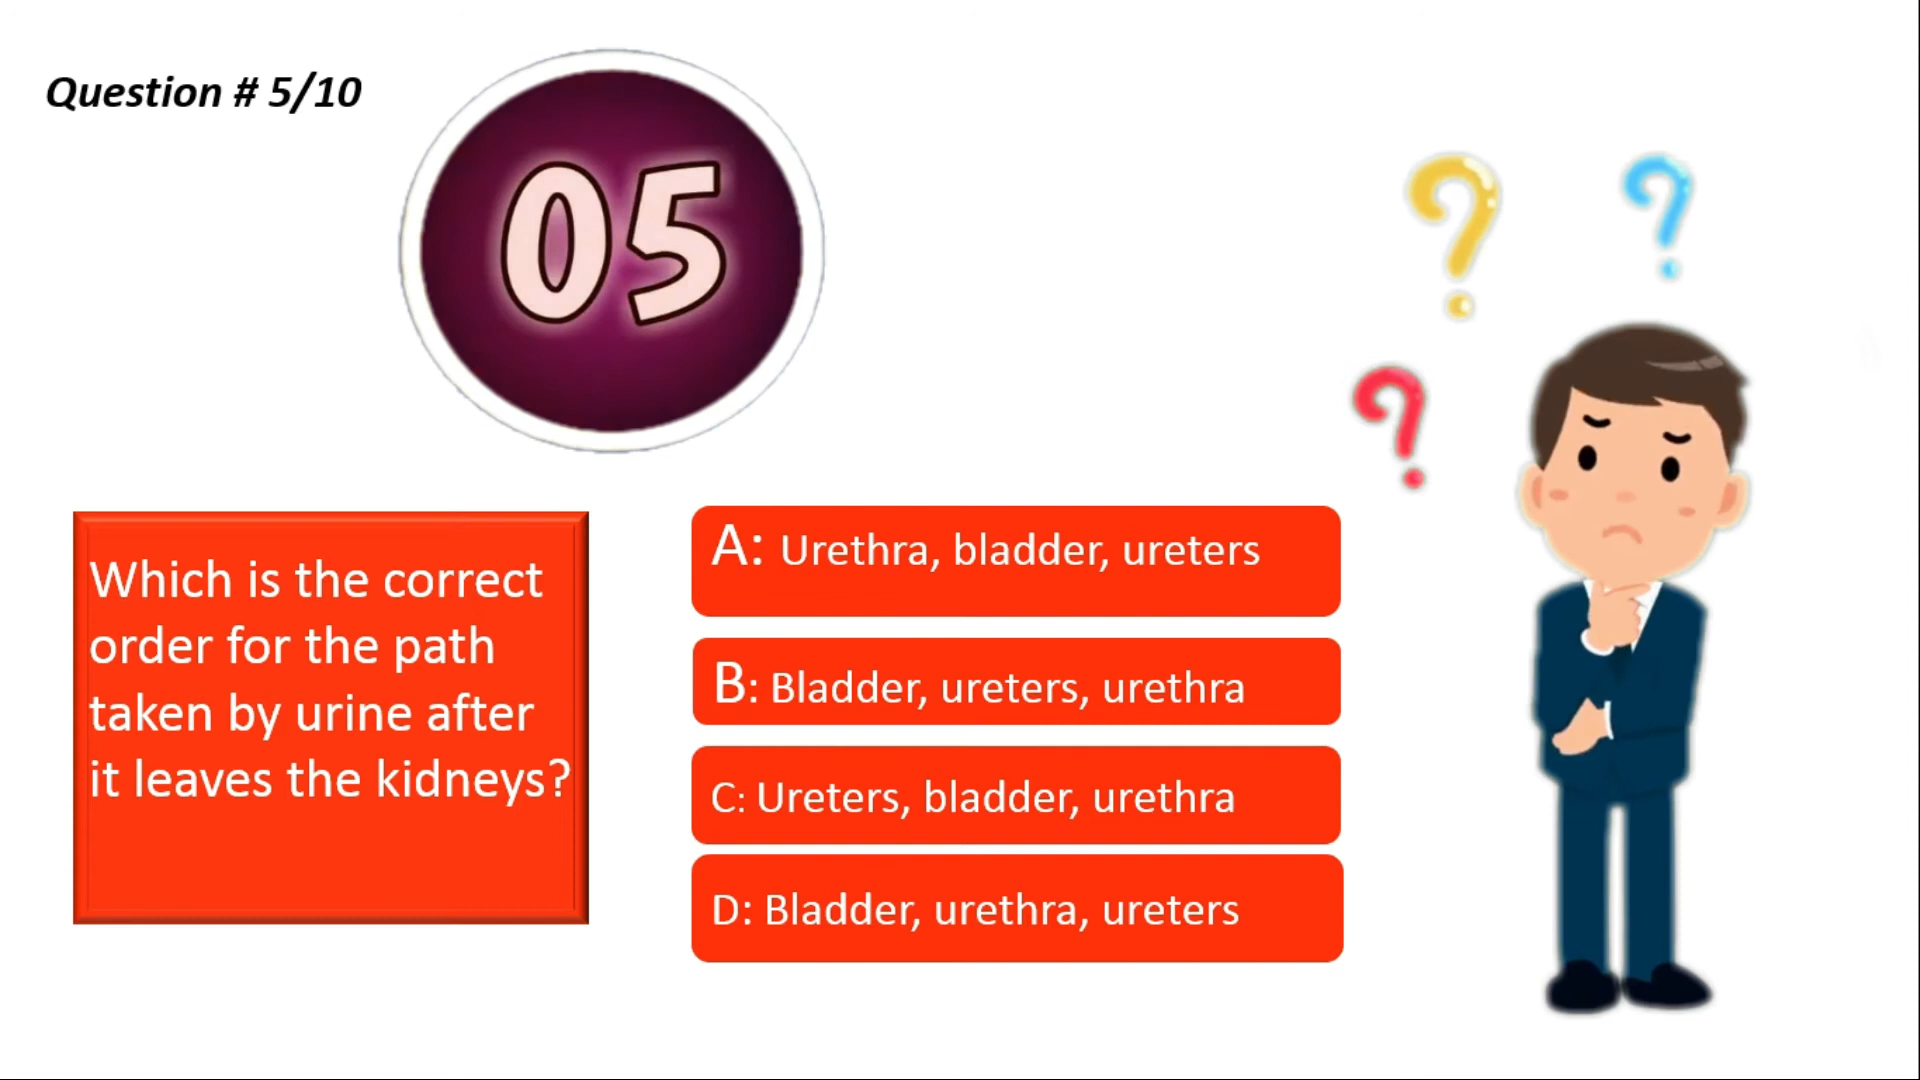 Question # 5/10
05
Which is the correct
order for the path
taken by urine after
it leaves the kidneys?
A: Urethra, bladder, ureters
B: Bladder, ureters, urethra
C: Ureters, bladder, urethra
D: Bladder, urethra, ureters